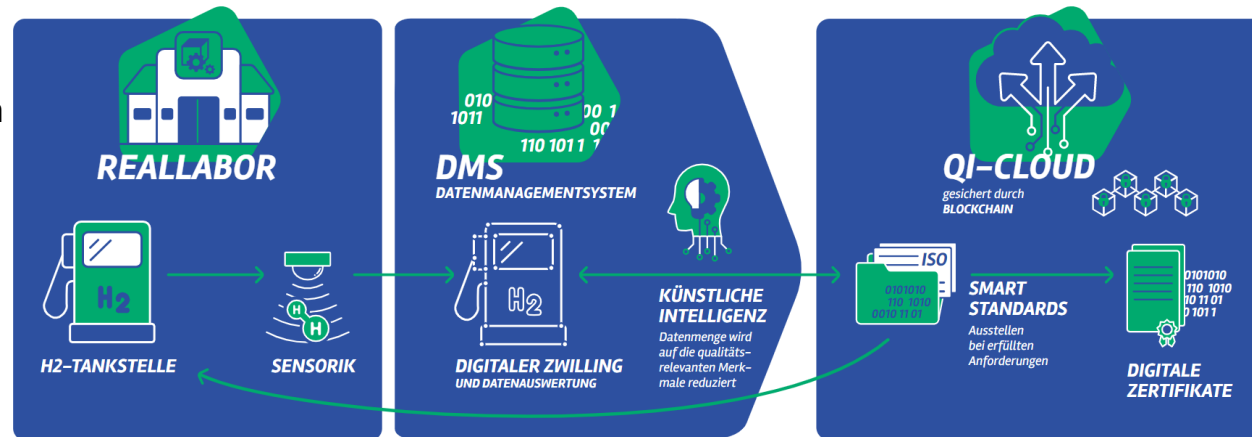 REALLABOR
H2
H2-TANKSTELLE
H
H
SENSORIK
010
1011
00 1
00
110 1011 1
DMS
DATENMANAGEMENTSYSTEM
H2
DIGITALER ZWILLING
UND DATENAUSWERTUNG
KÜNSTLICHE
INTELLIGENZ
Datenmenge wird
auf die qualitäts-
relevanten Merk-
male reduziert
QI-CLOUD
gesichert durch
BLOCKCHAIN
ISO
0101010
110 1010
0010 11 01
SMART
STANDARDS
Ausstellen
bei erfüllten
Anforderungen
0101010
110 1010
10 11 01
0 101 1
DIGITALE
ZERTIFIKATE